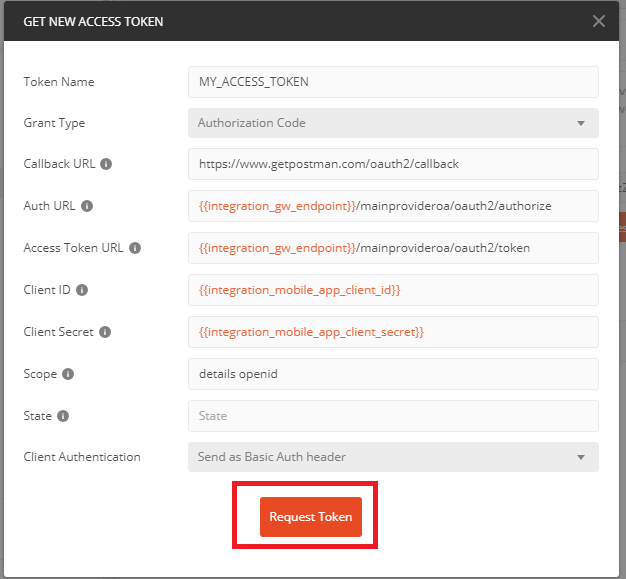 GET NEW ACCESS TOKEN
Token Name MY_ACCESS_TOKEN
Grant Type Authorization Code
Callback URL https://www.getpostman.com/oauth2/callback
Auth URL {{integration_gw_endpoint}}/mainprovideroa/oauth2/authorize
Access Token URL {{integration_gw_endpoint}}/mainprovideroa/oauth2/token
Client ID {{integration_mobile_app_client_id}}
Client Secret {{integration_mobile_app_client_secret}}
Scope details openid
State State
Client Authentication Send as Basic Auth header
Request Token